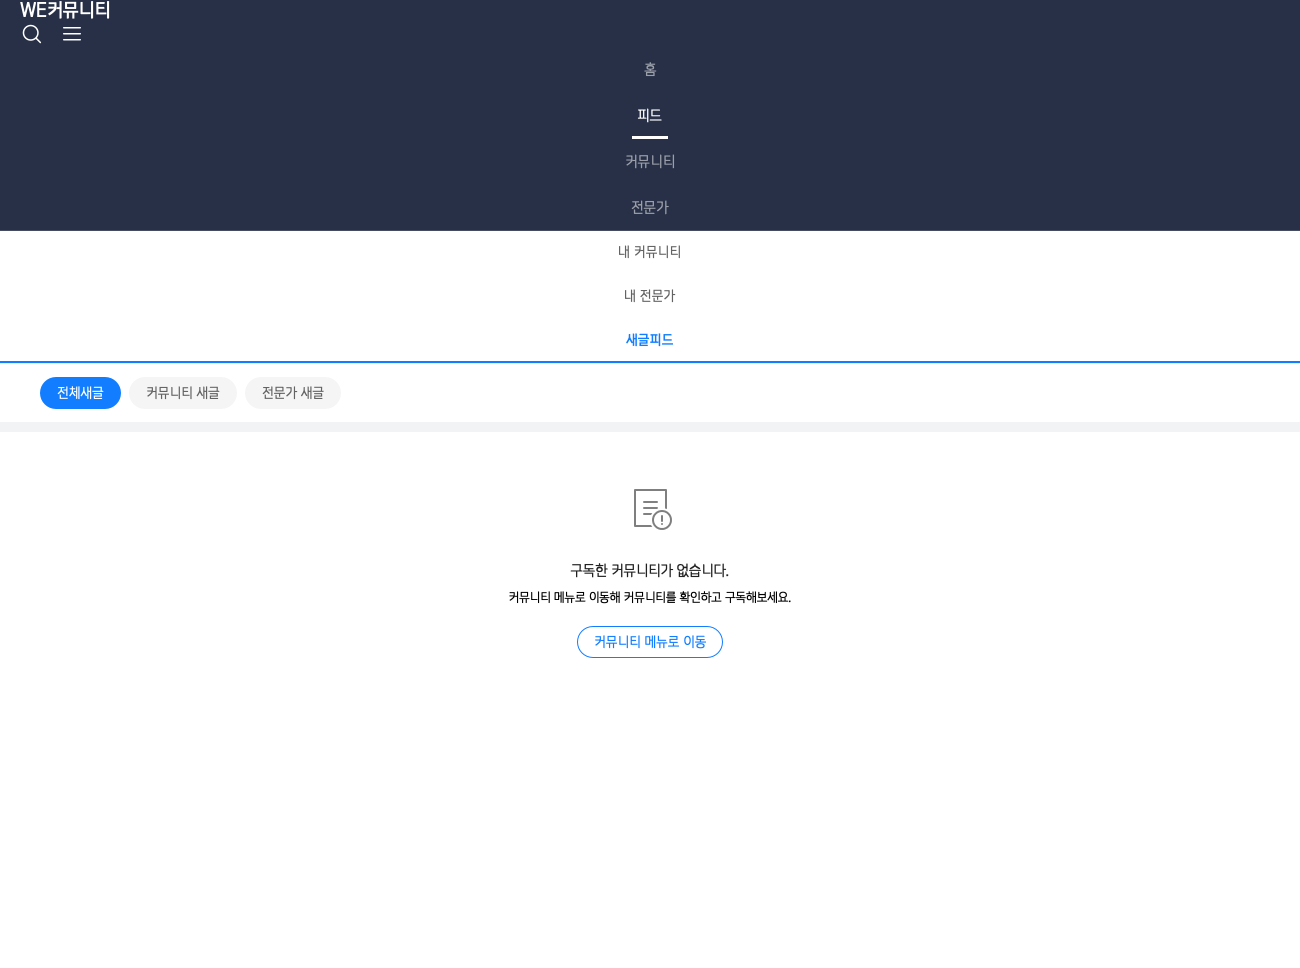 WE커뮤니티
홈
피드
커뮤니티
전문가
내 커뮤니티
내 전문가
새글피드
전체새글 커뮤니티 새글 전문가 새글
구독한 커뮤니티가 없습니다.
커뮤니티 메뉴로 이동해 커뮤니티를 확인하고 구독해보세요.
커뮤니티 메뉴로 이동